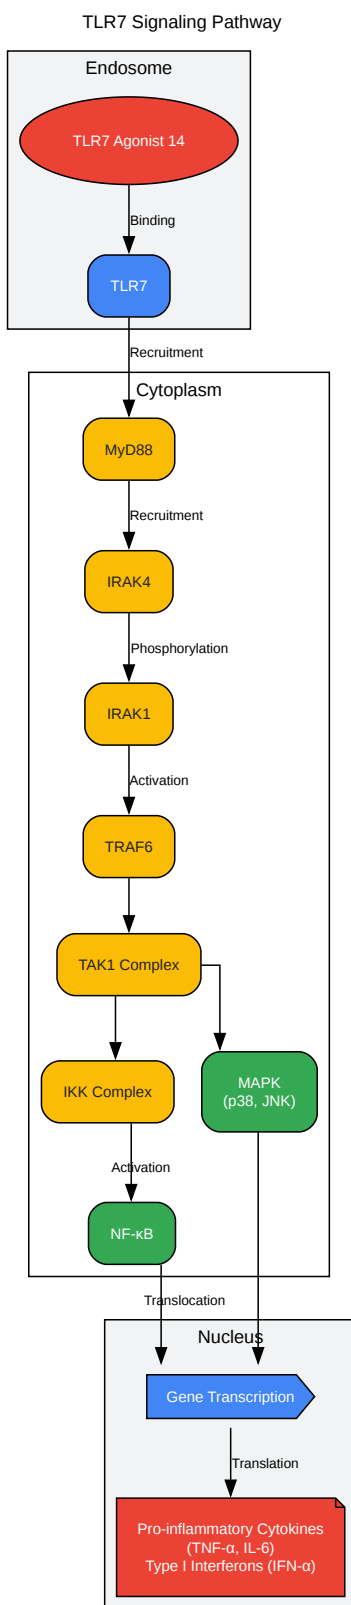 TLR7 Signaling Pathway
Endosome
TLR7 Agonist 14
Binding
TLR7
Recruitment
Cytoplasm
MyD88
Recruitment
IRAK4
Phosphorylation
IRAK1
Activation
TRAF6
TAK1 Complex
IKK Complex
MAPK
(p38, JNK)
Activation
NF-κB
Translocation
Nucleus
Gene Transcription
Translation
Pro-inflammatory Cytokines
(TNF-α, IL-6)
Type I Interferons (IFN-α)